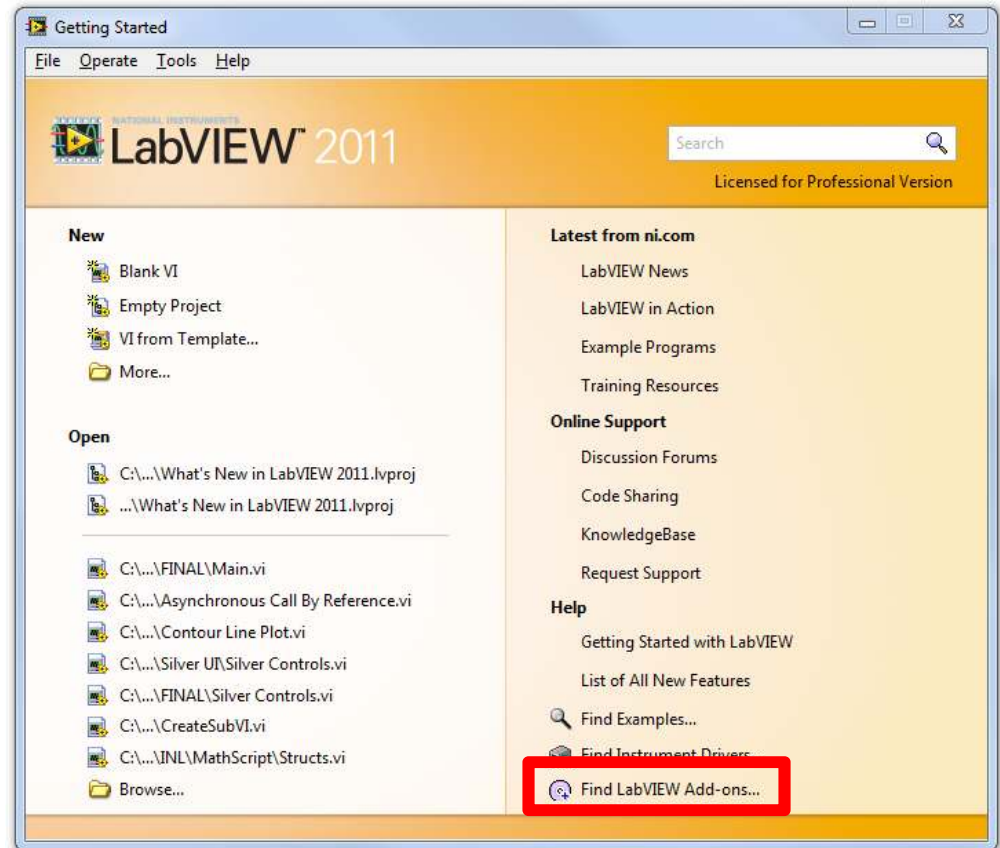 Getting Started
File Operate Tools Help
NATIONAL INSTRUMENTS
LabVIEW™ 2011
Search
Licensed for Professional Version
New
Blank VI
Empty Project
VI from Template...
More...
Open
C:\...\What's New in LabVIEW 2011.lvproj
...\What's New in LabVIEW 2011.lvproj
C:\...\FINAL\Main.vi
C:\...\Asynchronous Call By Reference.vi
C:\...\Contour Line Plot.vi
C:\...\Silver UI\Silver Controls.vi
C:\...\FINAL\Silver Controls.vi
C:\...\CreateSubVI.vi
C:\...\INL\MathScript\Structs.vi
Browse...
Latest from ni.com
LabVIEW News
LabVIEW in Action
Example Programs
Training Resources
Online Support
Discussion Forums
Code Sharing
KnowledgeBase
Request Support
Help
Getting Started with LabVIEW
List of All New Features
Find Examples...
Find Instrument Drivers...
Find LabVIEW Add-ons...